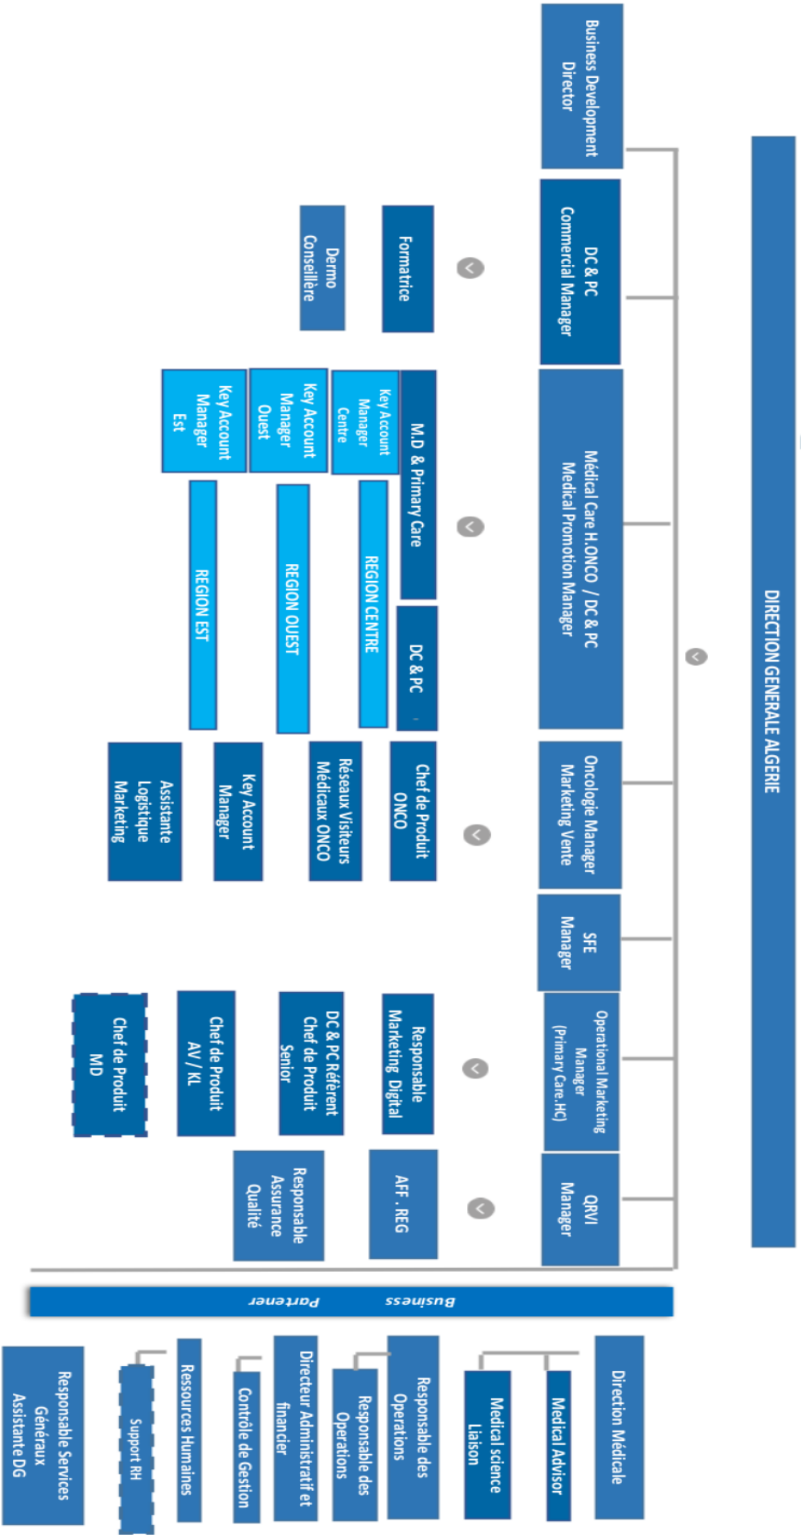 DIRECTION GENERALE ALGERIE
Business Development
Director
DC & PC
Commercial Manager
Médical Care H.ONCO / DC & PC
Medical Promotion Manager
Oncologie Manager
Marketing Vente
SFE
Manager
Operational Marketing
Manager
(Primary Care.HC)
QRVI
Manager
Formatrice
Dermo
Conseillère
M.D & Primary Care
DC & PC
Key Account
Manager
Centre
REGION CENTRE
Key Account
Manager
Ouest
REGION OUEST
Key Account
Manager
Est
REGION EST
Chef de Produit
ONCO
Réseaux Visiteurs
Médicaux ONCO
Key Account
Manager
Assistante
Logistique
Marketing
Responsable
Marketing Digital
DC & PC Réfèrent
Chef de Produit
Senior
Chef de Produit
AV / KL
Chef de Produit
MD
AFF . REG
Responsable
Assurance
Qualité
Business Partener
Direction Médicale
Medical Advisor
Medical science
Liaison
Responsable des
Operations
Responsable des
Operations
Directeur Administratif et
financier
Contrôle de Gestion
Ressources Humaines
Support RH
Responsable Services
Généraux
Assistante DG